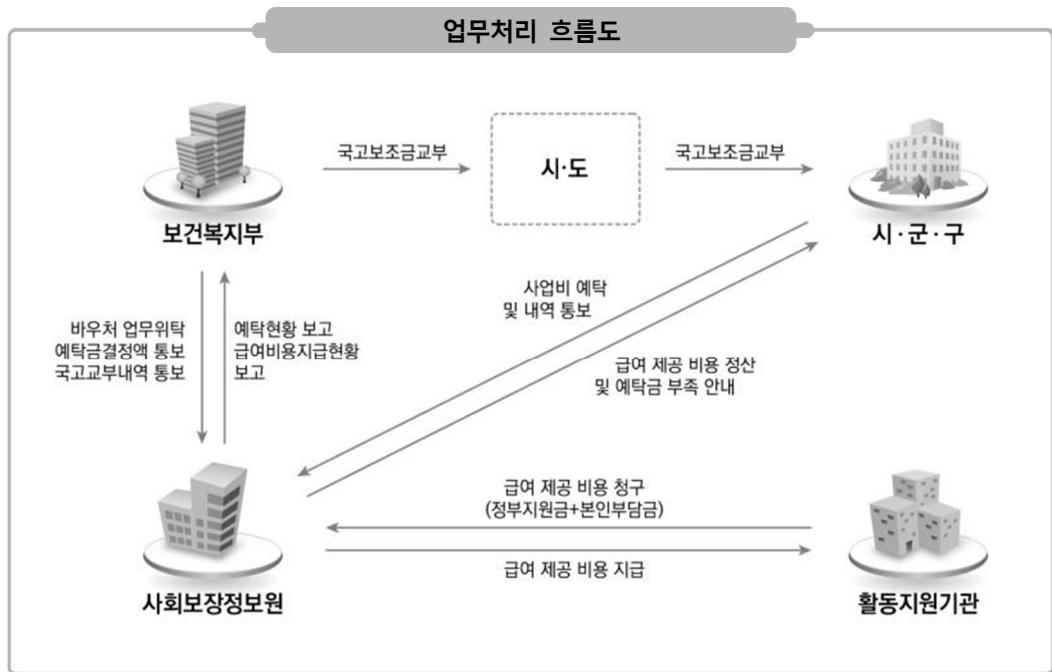 업무처리 흐름도
국고보조금교부
시·도
국고보조금교부
보건복지부
시·군·구
사업비 예탁
및 내역 통보
바우처 업무위탁
예탁금결정액 통보
국고교부내역 통보
예탁현황 보고
급여비용지급현황
보고
급여 제공 비용 정산
및 예탁금 부족 안내
급여 제공 비용 청구
(정부지원금+본인부담금)
급여 제공 비용 지급
사회보장정보원
활동지원기관